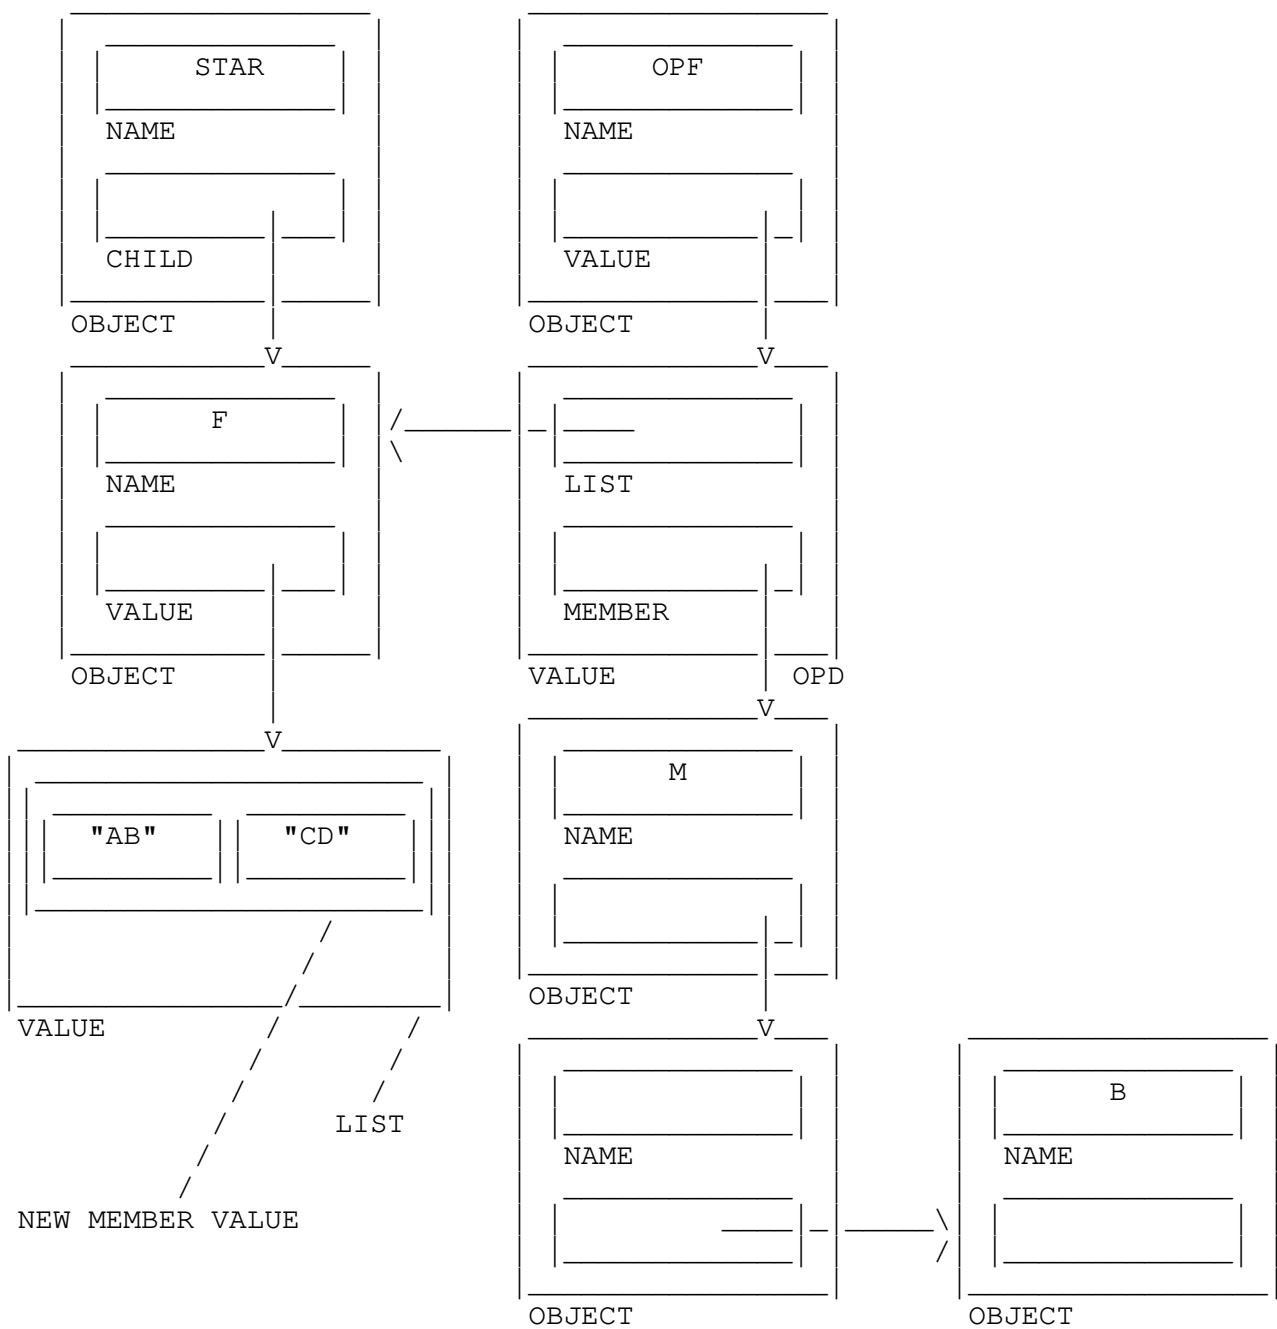 STAR OPF
NAME NAME
CHILD VALUE
OBJECT OBJECT
V V
F
NAME LIST
VALUE MEMBER
OBJECT VALUE OPD
V
V
M
"AB" "CD" NAME
OBJECT
VALUE V
B
LIST
NAME NAME
NEW MEMBER VALUE
OBJECT OBJECT